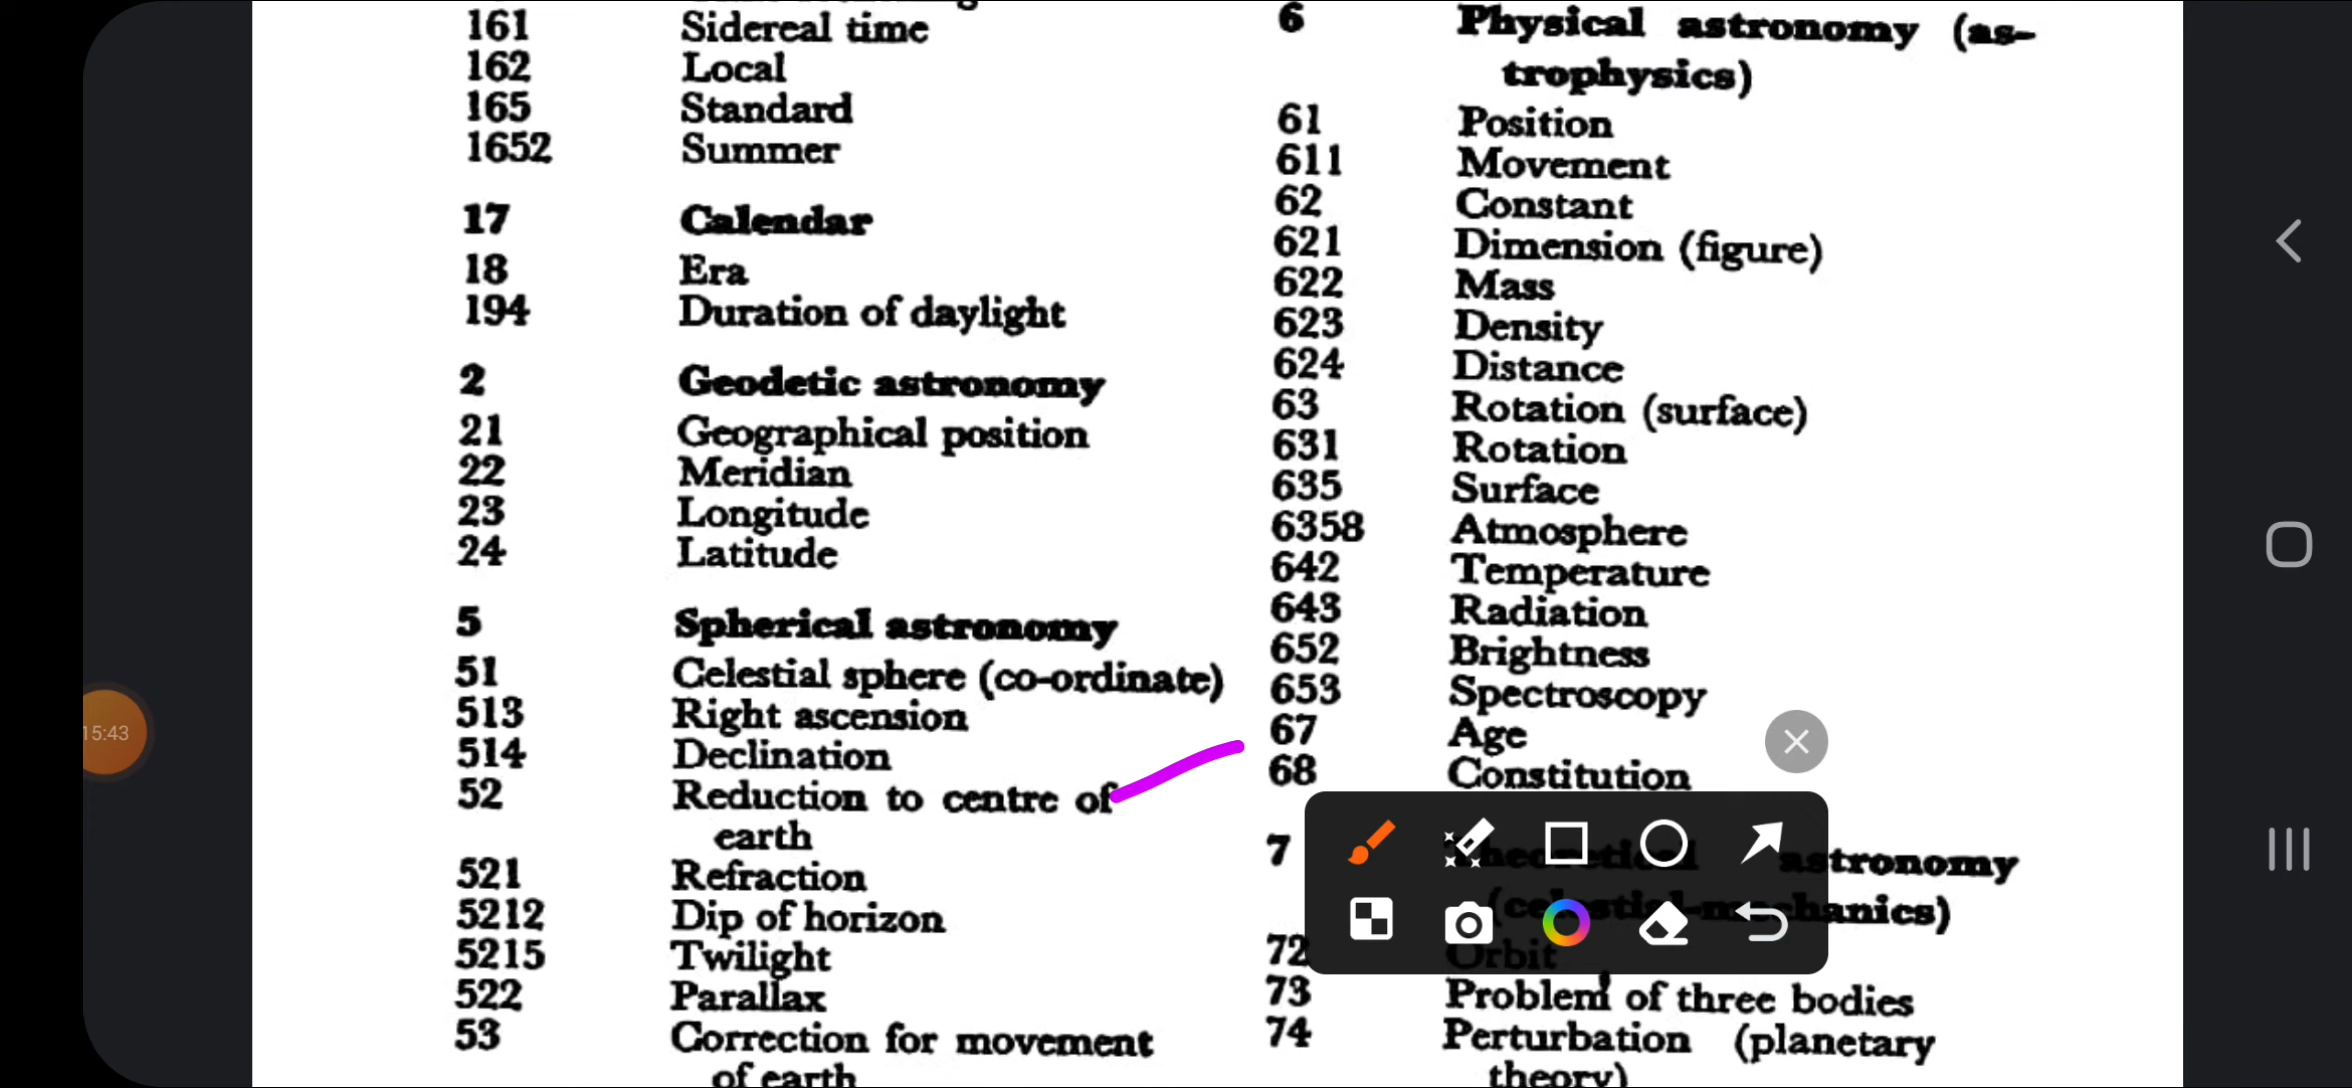 161 Sidereal time
162 Local
165 Standard
1652 Summer
17 Calendar
18 Era
194 Duration of daylight
2 Geodetic astronomy
21 Geographical position
22 Meridian
23 Longitude
24 Latitude
5 Spherical astronomy
51 Celestial sphere (co-ordinate)
513 Right ascension
514 Declination
52 Reduction to centre of
earth
521 Refraction
5212 Dip of horizon
5215 Twilight
522 Parallax
53 Correction for movement
of earth
6 Physical astronomy (as-
trophysics)
61 Position
611 Movement
62 Constant
621 Dimension (figure)
622 Mass
623 Density
624 Distance
63 Rotation (surface)
631 Rotation
635 Surface
6358 Atmosphere
642 Temperature
643 Radiation
652 Brightness
653 Spectroscopy
67 Age
68 Constitution
7 Theoretical astronomy
(celestial-mechanics)
72 Orbit
73 Problem of three bodies
74 Perturbation (planetary
theory)
15:43